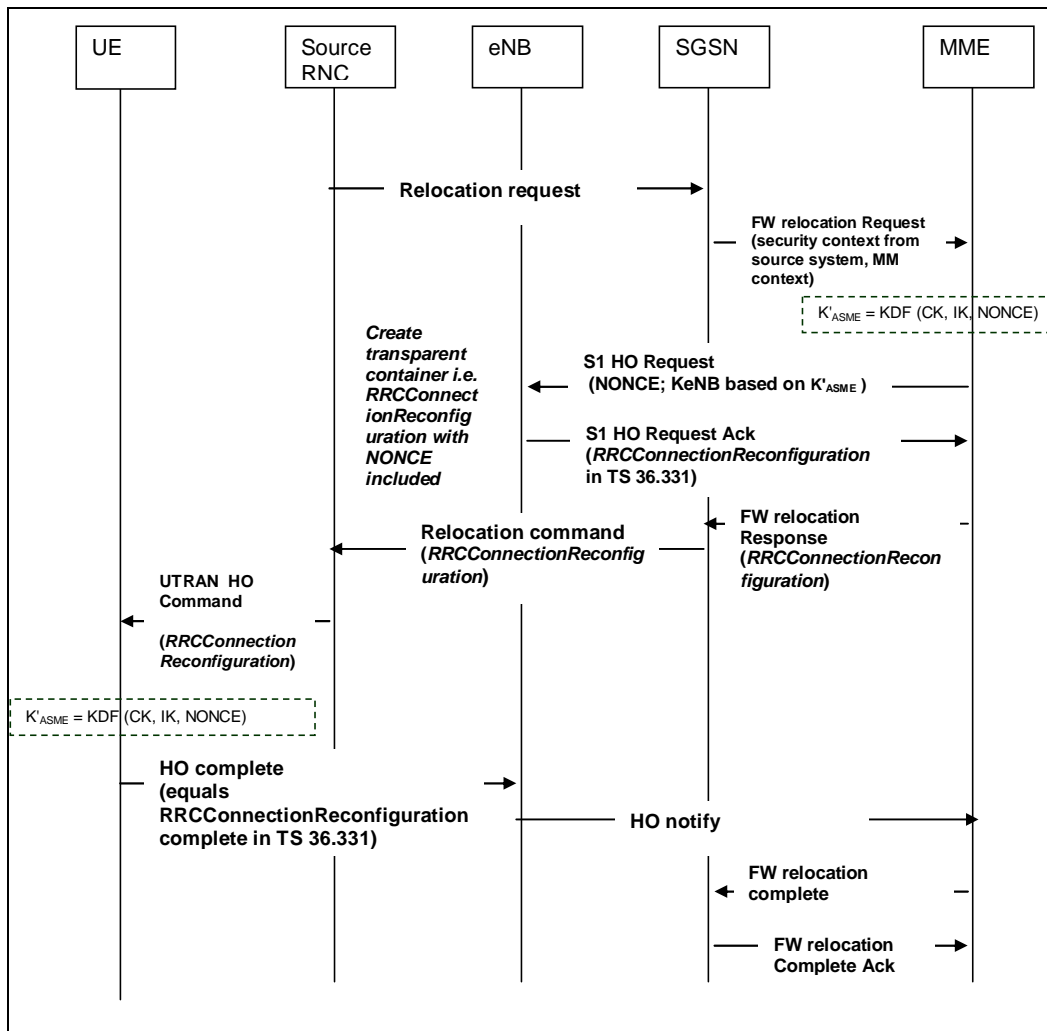 UE
Source
RNC
eNB
SGSN
MME
Relocation request
FW relocation Request
(security context from
source system, MM
context)
K'ASME = KDF (CK, IK, NONCE)
Create
transparent
container i.e.
RRCConnect
ionReconfig
uration with
NONCE
included
S1 HO Request
(NONCE; KeNB based on K'ASME )
S1 HO Request Ack
(RRCConnectionReconfiguration
in TS 36.331)
FW relocation
Response
(RRCConnectionRecon
figuration)
Relocation command
(RRCConnectionReconfig
uration)
UTRAN HO
Command
(RRCConnection
Reconfiguration)
K'ASME = KDF (CK, IK, NONCE)
HO complete
(equals
RRCConnectionReconfiguration
complete in TS 36.331)
HO notify
FW relocation
complete
FW relocation
Complete Ack